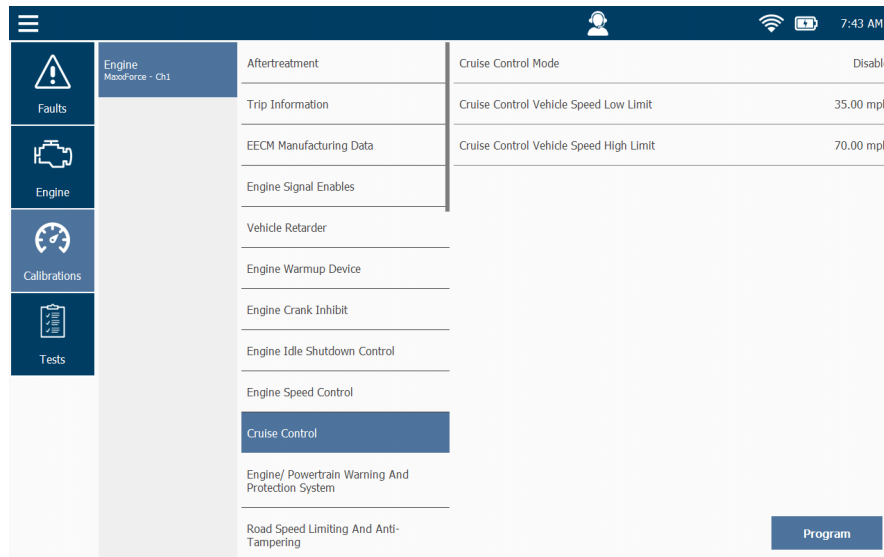 7:43 AM
Faults
Engine
Calibrations
Tests
Engine
MaxxForce - Ch1
Aftertreatment
Trip Information
EECM Manufacturing Data
Engine Signal Enables
Vehicle Retarder
Engine Warmup Device
Engine Crank Inhibit
Engine Idle Shutdown Control
Engine Speed Control
Cruise Control
Engine/ Powertrain Warning And
Protection System
Road Speed Limiting And Anti-
Tampering
Cruise Control Mode Disabl
Cruise Control Vehicle Speed Low Limit 35.00 mp
Cruise Control Vehicle Speed High Limit 70.00 mp
Program